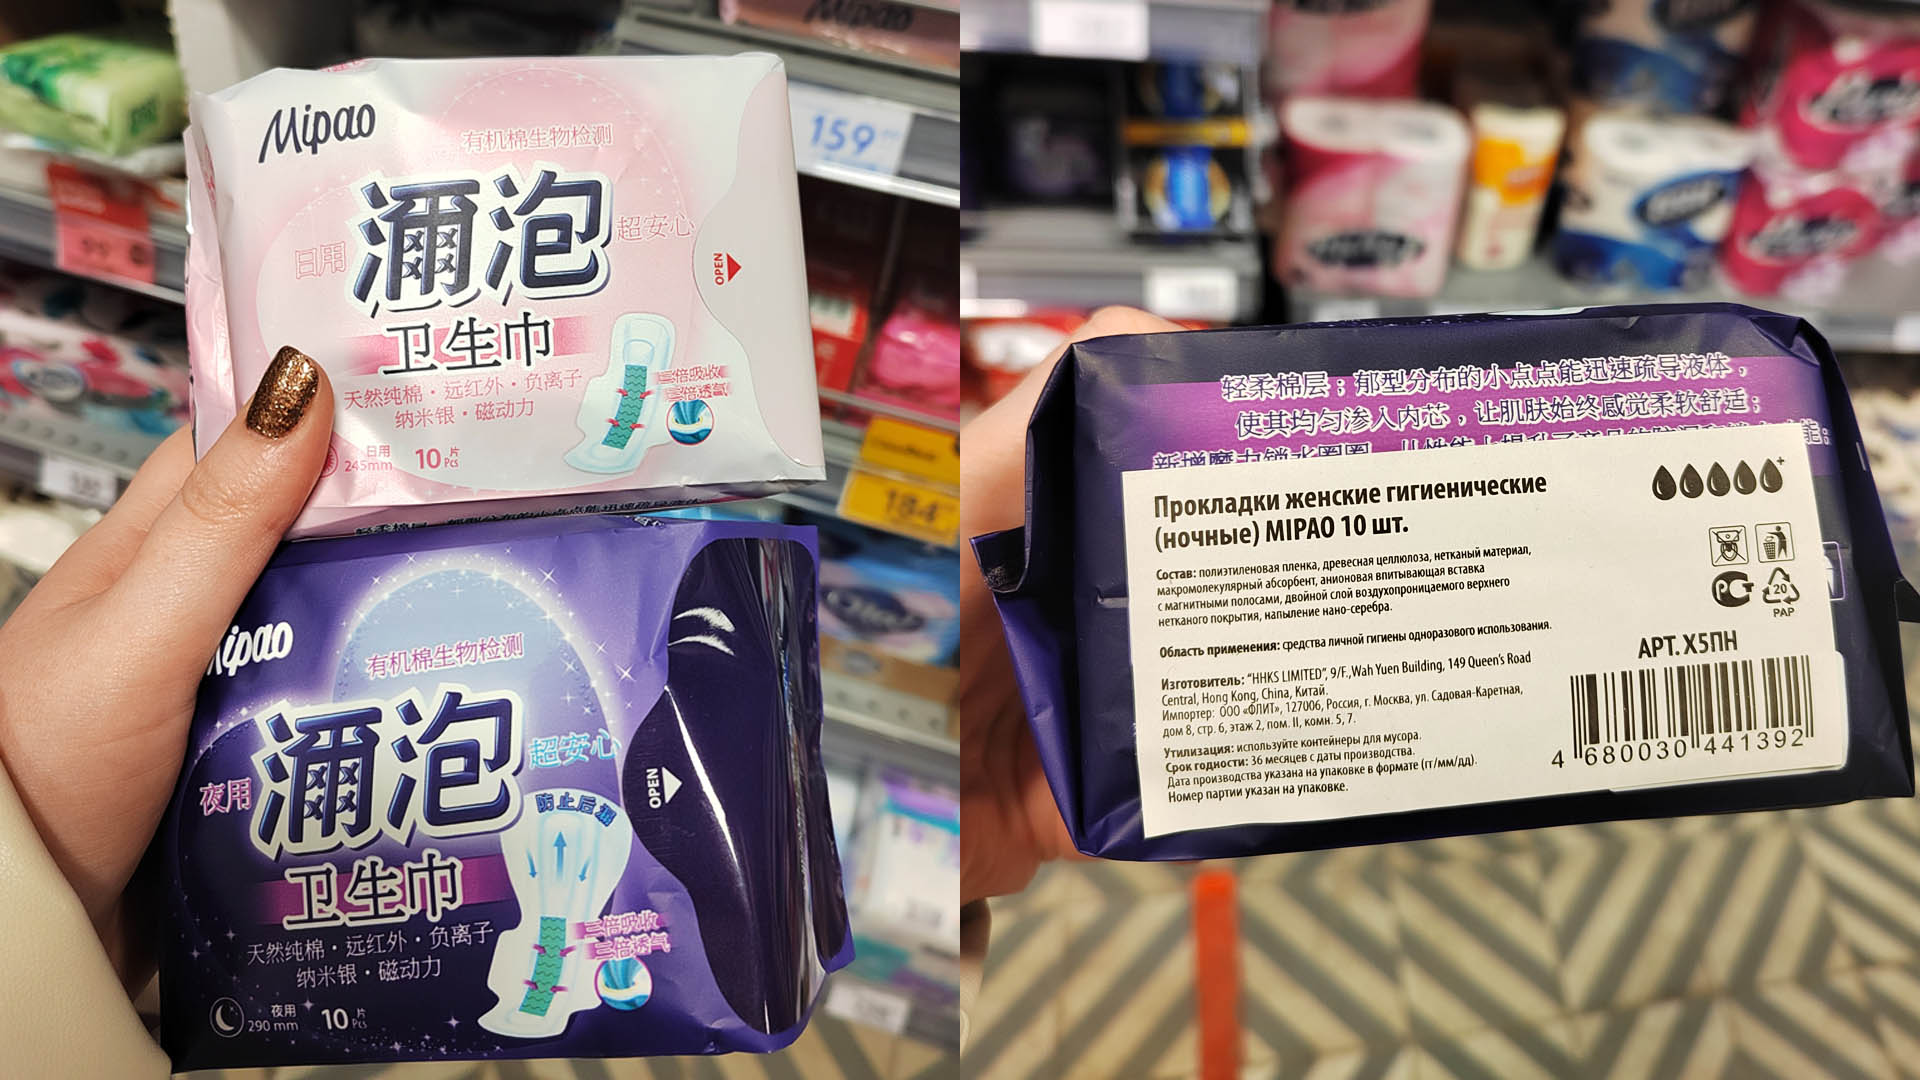 Mipao
159
有机棉生物检测
日用
濔泡
超安心
OPEN
卫生巾
天然纯棉·远红外·负离子
纳米银·磁动力
三倍吸收
三倍透气
日用
245mm
10片
Pcs
184
Mipao
有机棉生物检测
夜用
濔泡
超安心
OPEN
防止后漏
卫生巾
天然纯棉·远红外·负离子
纳米银·磁动力
三倍吸收
三倍透气
夜用
290 mm
10片
Pcs
轻柔棉层；郁型分布的小点点能迅速疏导液体，
使其均匀渗入内芯，让肌肤始终感觉柔软舒适；
Прокладки женские гигиенические
(ночные) MIPAO 10 шт.
Состав: полиэтиленовая пленка, древесная целлюлоза, нетканый материал,
макромолекулярный абсорбент, анионовая впитывающая вставка
с магнитными полосами, двойной слой воздухопроницаемого верхнего
нетканого покрытия, напыление нано-серебра.
Область применения: средства личной гигиены одноразового использования.
Изготовитель: "HHKS LIMITED", 9/F.,Wah Yuen Building, 149 Queen's Road
Central, Hong Kong, China, Китай.
Импортер: ООО «ФЛИТ», 127006, Россия, г. Москва, ул. Садовая-Каретная,
дом 8, стр. 6, этаж 2, пом. II, комн. 5, 7.
Утилизация: используйте контейнеры для мусора.
Срок годности: 36 месяцев с даты производства.
Дата производства указана на упаковке в формате (гг/мм/дд).
Номер партии указан на упаковке.
20
PAP
АРТ. Х5ПН
4 680030 441392